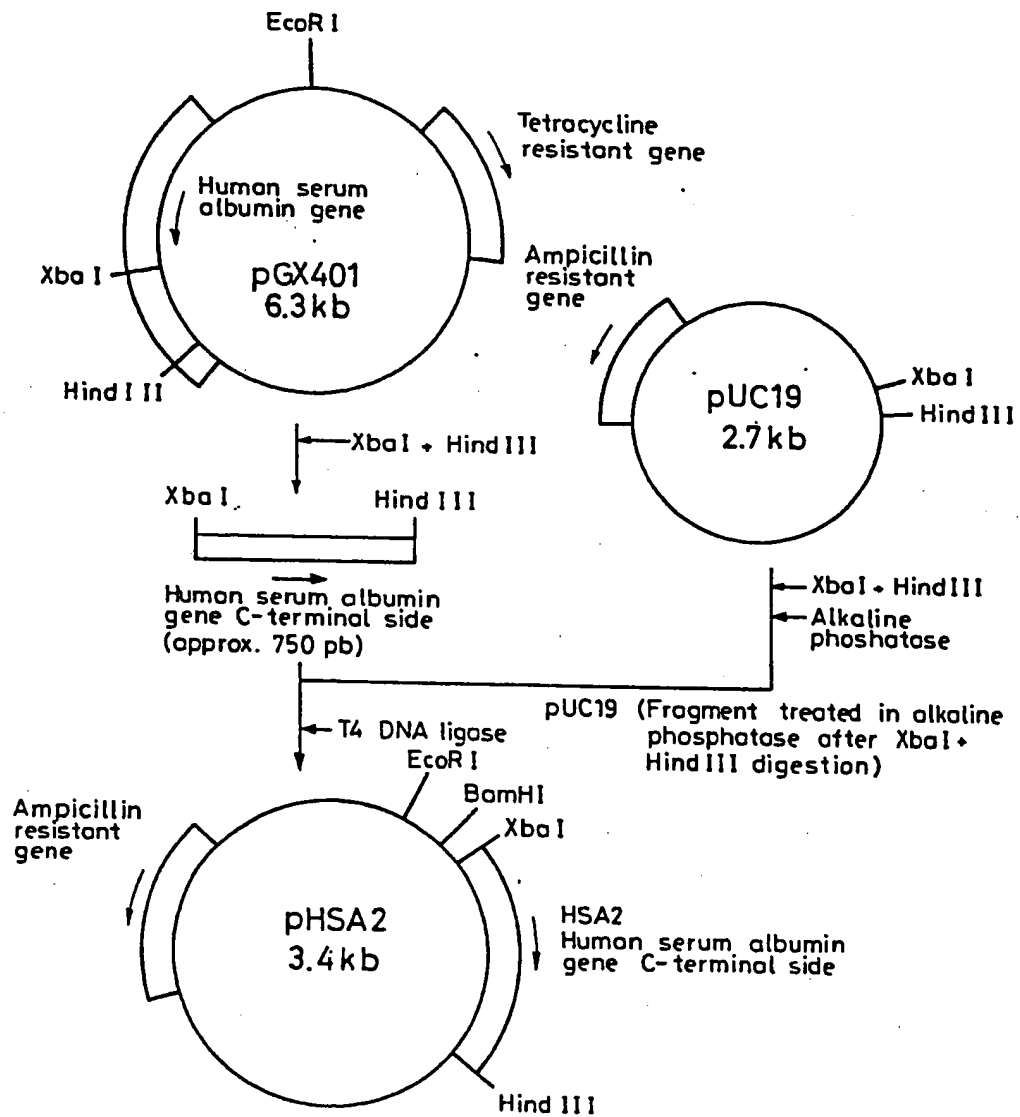 EcoR I
Tetracycline
resistant gene
Human serum
albumin gene
Xba I
pGX401
6.3kb
Hind I II
Ampicillin
resistant
gene
pUC19
2.7kb
Xba I
Hind III
XbaI + Hind III
Xba I
Hind III
Human serum albumin
gene C-terminal side
(approx. 750 pb)
XbaI + Hind III
Alkaline
phoshatase
pUC19 (Fragment treated in alkaline
phosphatase after XbaI +
Hind III digestion)
T4 DNA ligase
EcoR I
BamHI
Xba I
Ampicillin
resistant
gene
pHSA2
3.4kb
HSA2
Human serum albumin
gene C-terminal side
Hind III